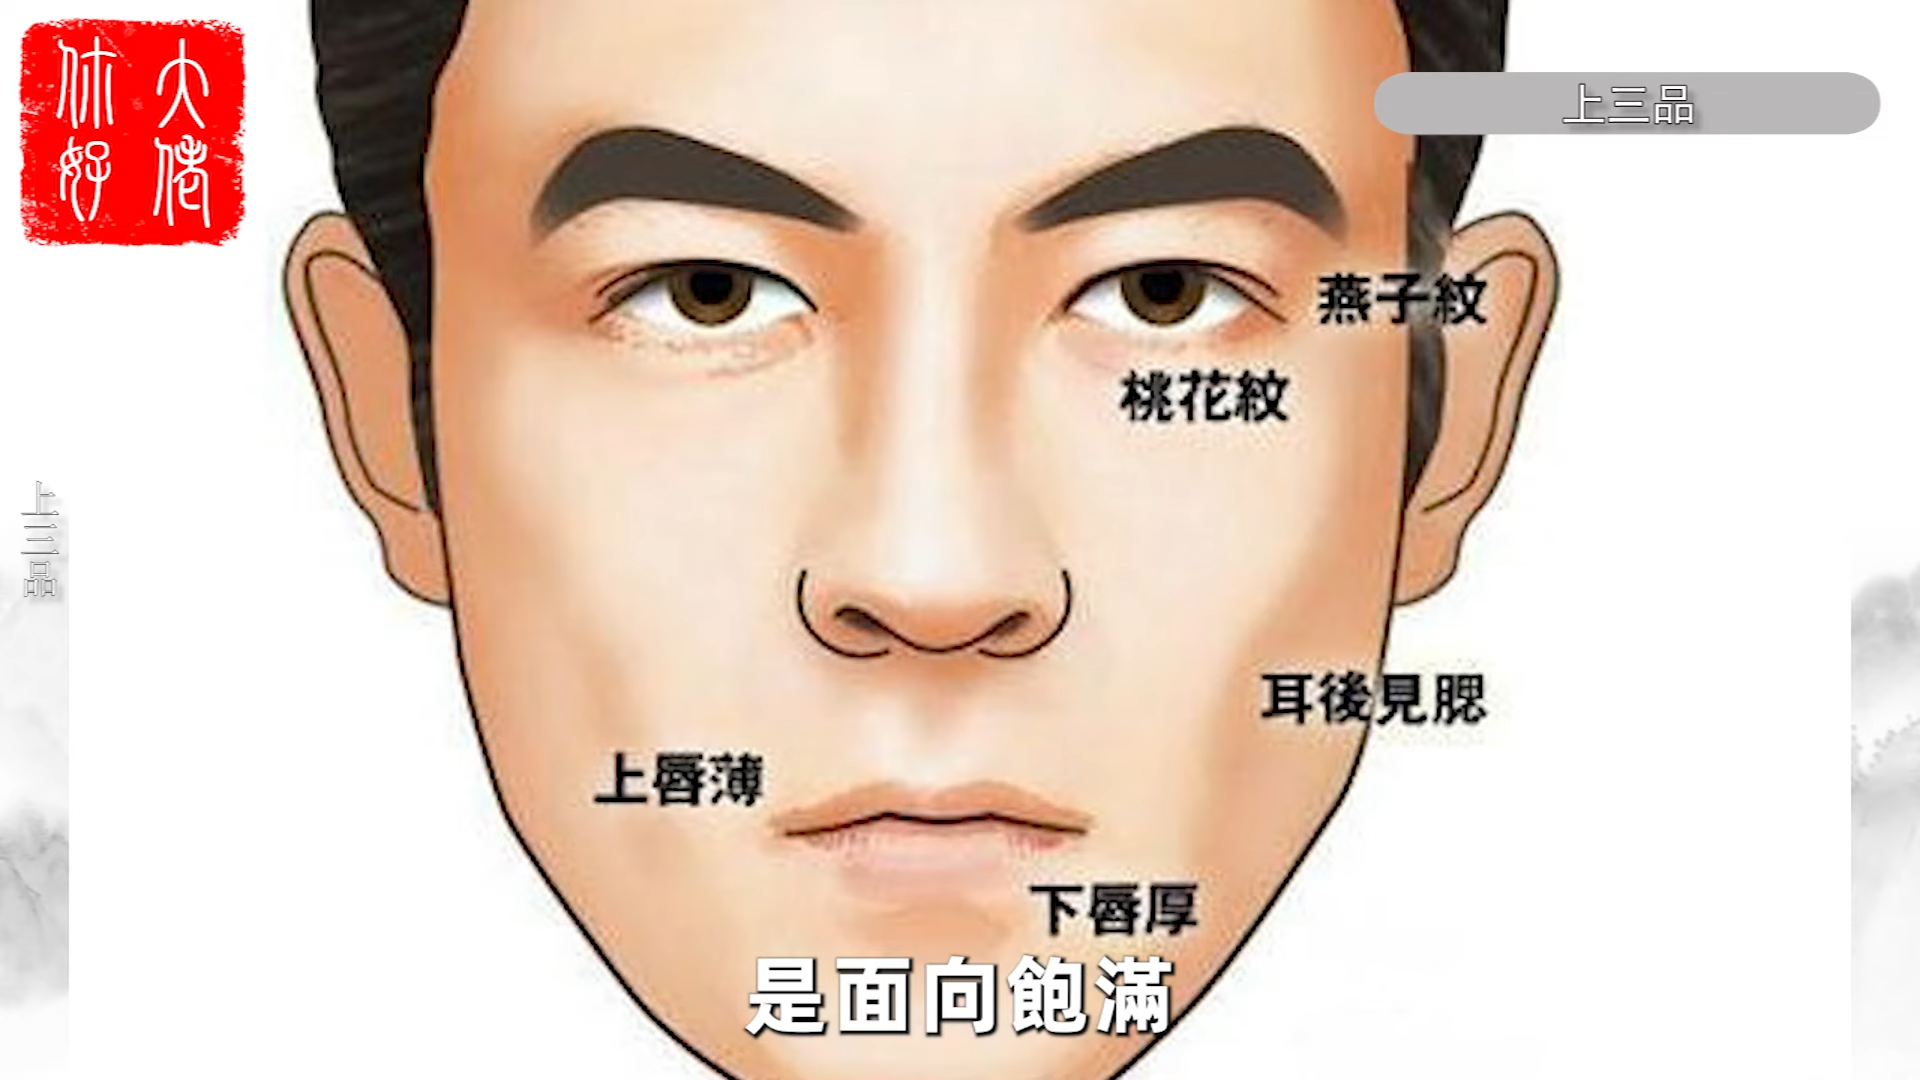 大佬
休好
上三品
燕子紋
桃花紋
上三品
耳後見腮
上唇薄
下唇厚
是面向飽滿